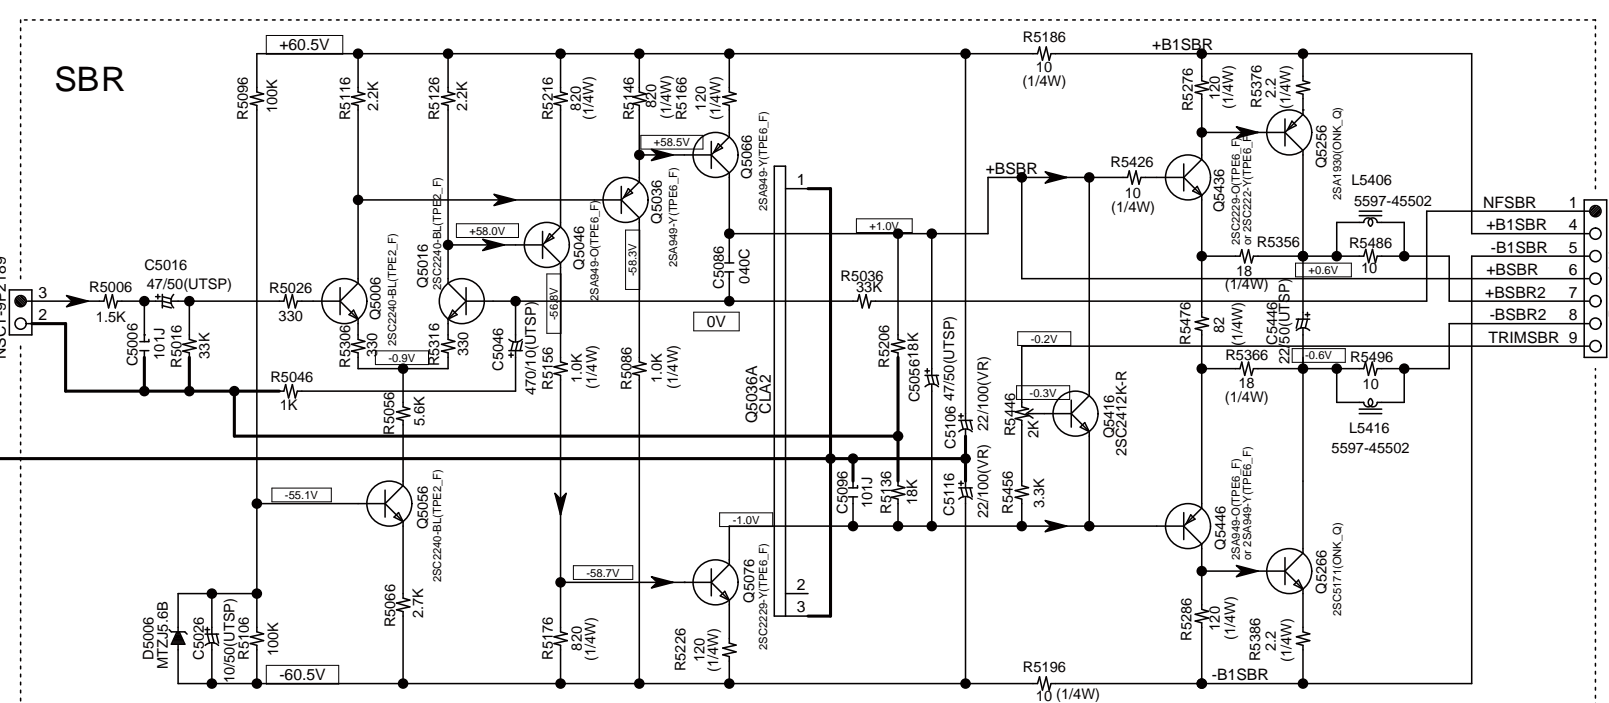 SBR
+60.5V
R5096
100K
R5116
2.2K
R5126
2.2K
R5216
820
(1/4W)
R5146
820
(1/4W)
R5166
120
(1/4W)
R5186
10
(1/4W)
+B1SBR
R5276
120
(1/4W)
R5376
2.2
(1/4W)
+58.5V
Q5066
2SA949-Y(TPE6_F)
Q5256
2SA1930(ONK_Q)
1
+BSBR
R5426
10
(1/4W)
Q5436
2SC2229-O(TPE6_F)
or 2SC222-Y(TPE6_F)
L5406
5597-45502
Q5036
2SA949-Y(TPE6_F)
+58.0V
Q5046
2SA949-O(TPE6_F)
-58.3V
-56.8V
+1.0V
C5086
040C
R5356
18
(1/4W)
+0.6V
R5486
10
NFSBR 1
+B1SBR 4
-B1SBR 5
+BSBR 6
+BSBR2 7
-BSBR2 8
TRIMSBR 9
3
2
R5006
1.5K
C5016
47/50(UTSP)
C5006
101J
R5016
33K
R5026
330
Q5006
2SC2240-BL(TPE2_F)
Q5016
2SC2240-BL(TPE2_F)
R5306
330
R5316
330
-0.9V
C5046
470/10(UTSP)
R5156
1.0K
(1/4W)
R5086
1.0K
(1/4W)
0V
R5036
33K
R5206
18K
C5056
47/50(UTSP)
C5106
22/100(VR)
-0.2V
R5476
82
(1/4W)
C5446
22/50(UTSP)
R5366
18
(1/4W)
-0.6V
R5496
10
L5416
5597-45502
R5046
1K
R5056
5.6K
Q5036A
CLA2
-0.3V
R5446
2K
Q5416
2SC2412K-R
-55.1V
Q5056
2SC2240-BL(TPE2_F)
C5096
101J
R5136
18K
C5116
22/100(VR)
R5456
3.3K
-1.0V
Q5446
2SA949-O(TPE6_F)
or 2SA949-Y(TPE6_F)
-58.7V
Q5076
2SC2229-Y(TPE6_F)
2
3
Q5266
2SC5171(ONK_Q)
D5006
MTZJ5.6B
C5026
10/50(UTSP)
R5106
100K
R5066
2.7K
R5176
820
(1/4W)
R5226
120
(1/4W)
R5286
120
(1/4W)
R5386
2.2
(1/4W)
-60.5V
R5196
10 (1/4W)
-B1SBR